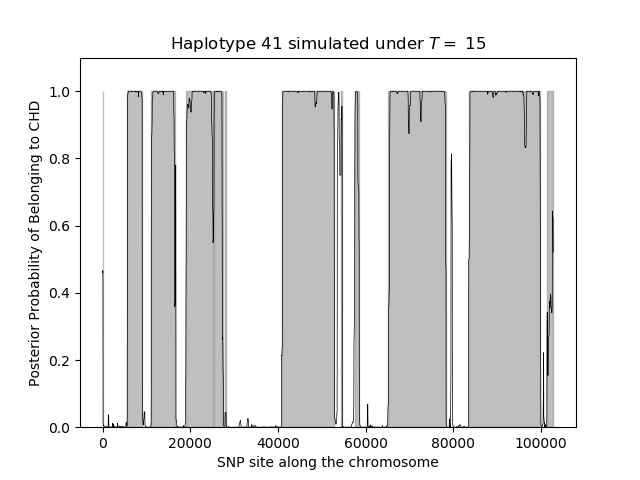 Haplotype 41 simulated under T = 15
Posterior Probability of Belonging to CHD
1.0
0.8
0.6
0.4
0.2
0.0
0 20000 40000 60000 80000 100000
SNP site along the chromosome